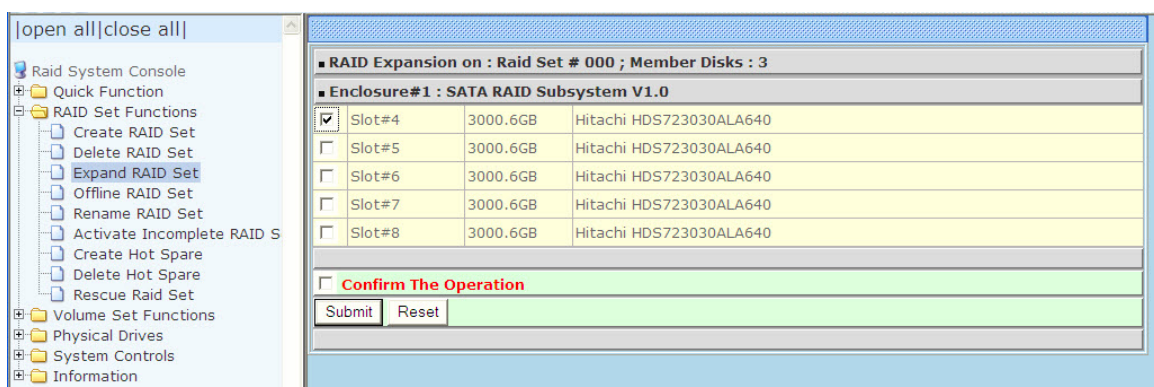 |open all|close all|
Raid System Console
Quick Function
RAID Set Functions
Create RAID Set
Delete RAID Set
Expand RAID Set
Offline RAID Set
Rename RAID Set
Activate Incomplete RAID S
Create Hot Spare
Delete Hot Spare
Rescue Raid Set
Volume Set Functions
Physical Drives
System Controls
Information
RAID Expansion on : Raid Set # 000 ; Member Disks : 3
Enclosure#1 : SATA RAID Subsystem V1.0
Slot#4 3000.6GB Hitachi HDS723030ALA640
Slot#5 3000.6GB Hitachi HDS723030ALA640
Slot#6 3000.6GB Hitachi HDS723030ALA640
Slot#7 3000.6GB Hitachi HDS723030ALA640
Slot#8 3000.6GB Hitachi HDS723030ALA640
Confirm The Operation
Submit Reset